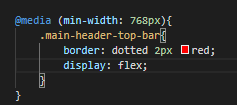 @media (min-width: 768px){
.main-header-top-bar{
border: dotted 2px red;
display: flex;
}
}